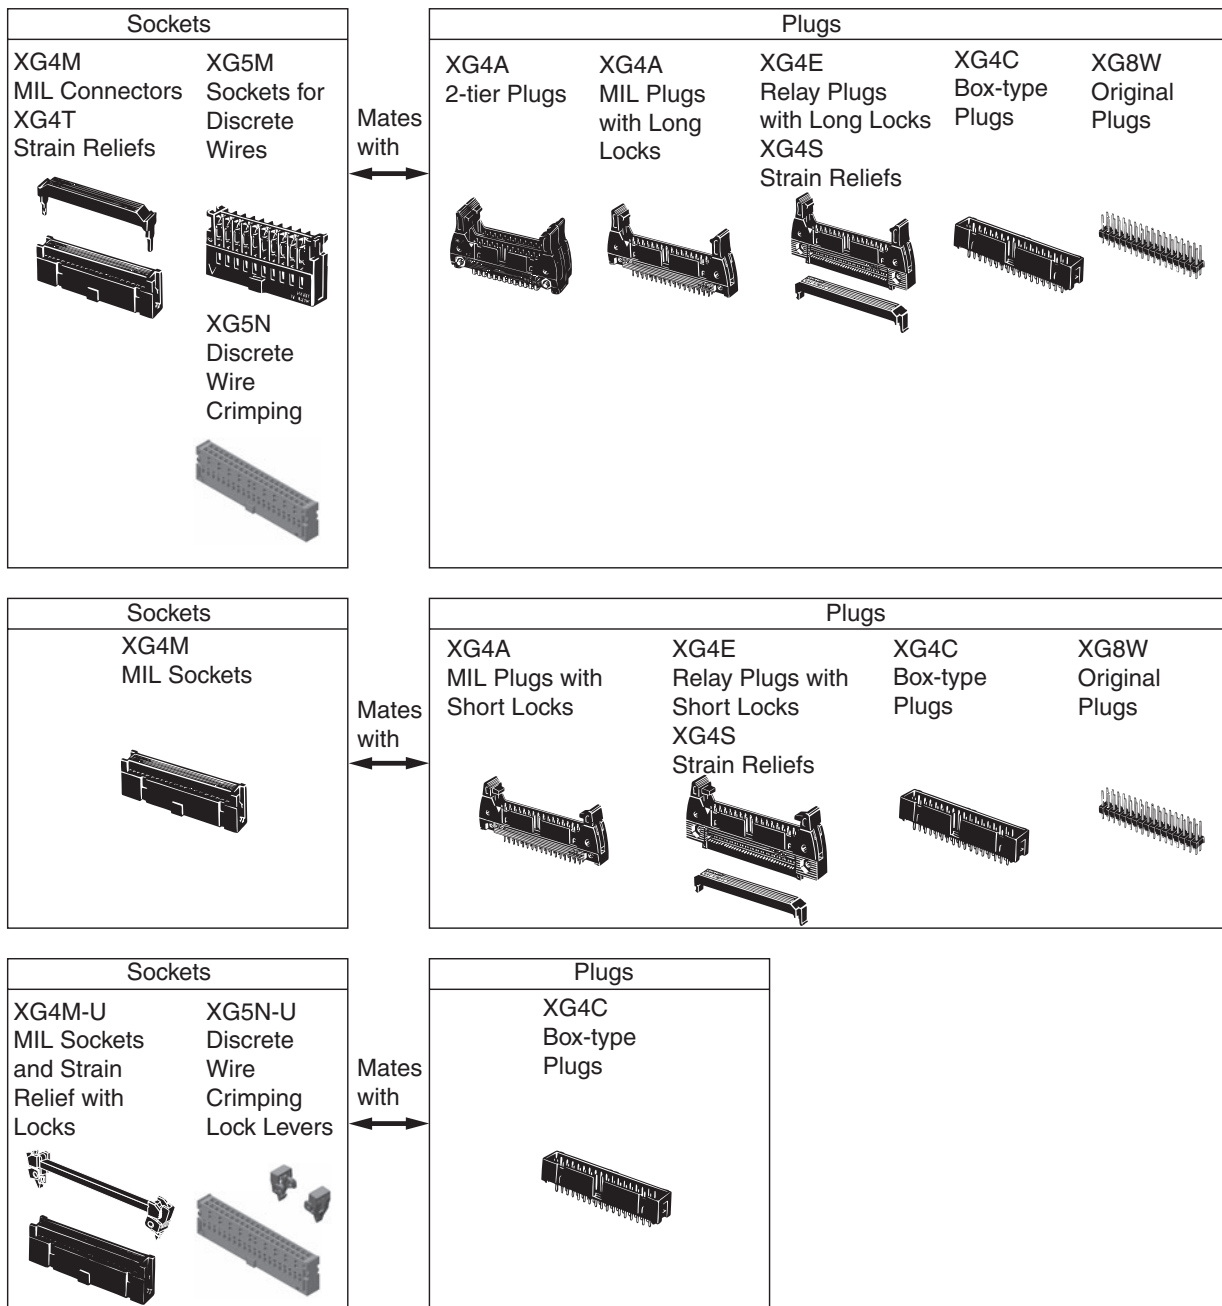 Sockets
XG4M
MIL Connectors
XG4T
Strain Reliefs
XG5M
Sockets for
Discrete
Wires
XG5N
Discrete
Wire
Crimping
Mates
with
Plugs
XG4A
2-tier Plugs
XG4A
MIL Plugs
with Long
Locks
XG4E
Relay Plugs
with Long Locks
XG4S
Strain Reliefs
XG4C
Box-type
Plugs
XG8W
Original
Plugs
Sockets
XG4M
MIL Sockets
Mates
with
Plugs
XG4A
MIL Plugs with
Short Locks
XG4E
Relay Plugs with
Short Locks
XG4S
Strain Reliefs
XG4C
Box-type
Plugs
XG8W
Original
Plugs
Sockets
XG4M-U
MIL Sockets
and Strain
Relief with
Locks
XG5N-U
Discrete
Wire
Crimping
Lock Levers
Mates
with
Plugs
XG4C
Box-type
Plugs